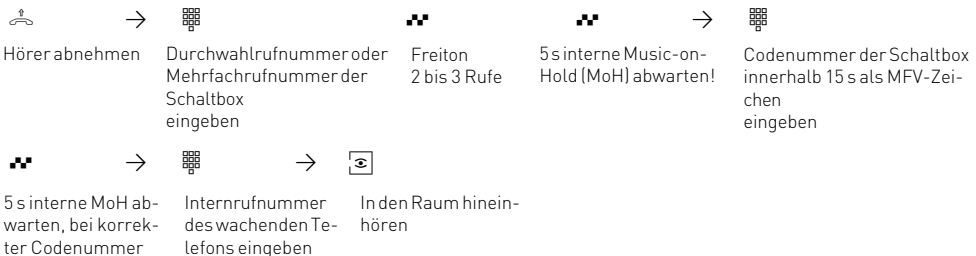 Hörer abnehmen
Durchwahlrufnummer oder
Mehrfachrufnummer der
Schaltbox
eingeben
Freiton
2 bis 3 Rufe
5 s interne Music-on-
Hold (MoH) abwarten!
Codenummer der Schaltbox
innerhalb 15 s als MFV-Zei-
chen
eingeben
5 s interne MoH ab-
warten, bei korrek-
ter Codenummer
Internrufnummer
des wachenden Te-
lefons eingeben
In den Raum hinein-
hören